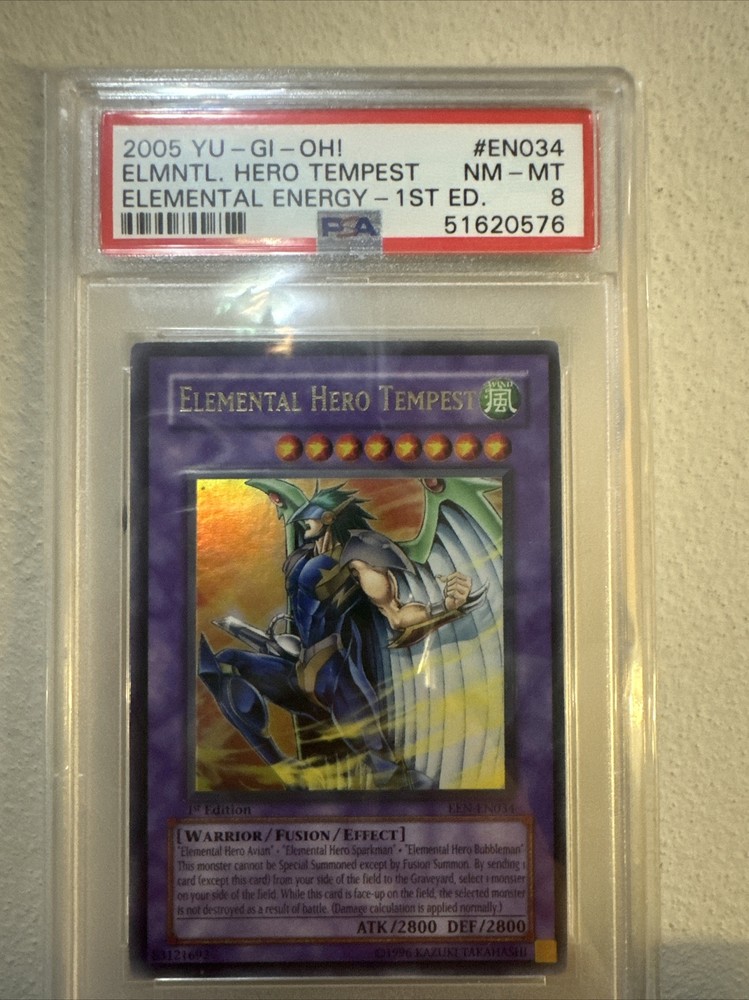 2005 YU-GI-OH! #EN034
ELMNTL. HERO TEMPEST NM-MT
ELEMENTAL ENERGY-1ST ED. 8
PSA 51620576
ELEMENTAL HERO TEMPEST WIND 風
1st Edition EEN-EN034
[WARRIOR/FUSION/EFFECT]
"Elemental Hero Avian" + "Elemental Hero Sparkman" + "Elemental Hero Bubbleman"
This monster cannot be Special Summoned except by Fusion Summon. By sending 1
card (except this card) from your side of the field to the Graveyard, select 1 monster
on your side of the field. While this card is face-up on the field, the selected monster
is not destroyed as a result of battle. (Damage calculation is applied normally.)
ATK/2800 DEF/2800
83121692 ©1996 KAZUKI TAKAHASHI